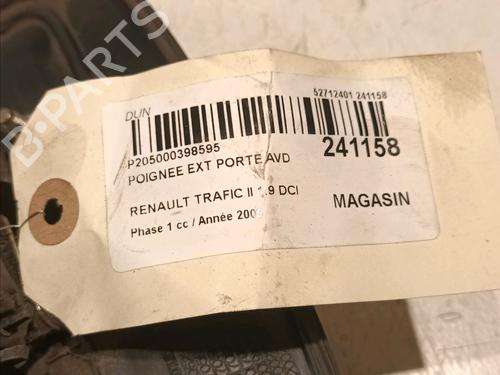 DUN
52712401 241158
P205000398595
POIGNEE EXT PORTE AVD
241158
RENAULT TRAFIC II 1.9 DCI
MAGASIN
Phase 1 cc / Année
B-PARTS